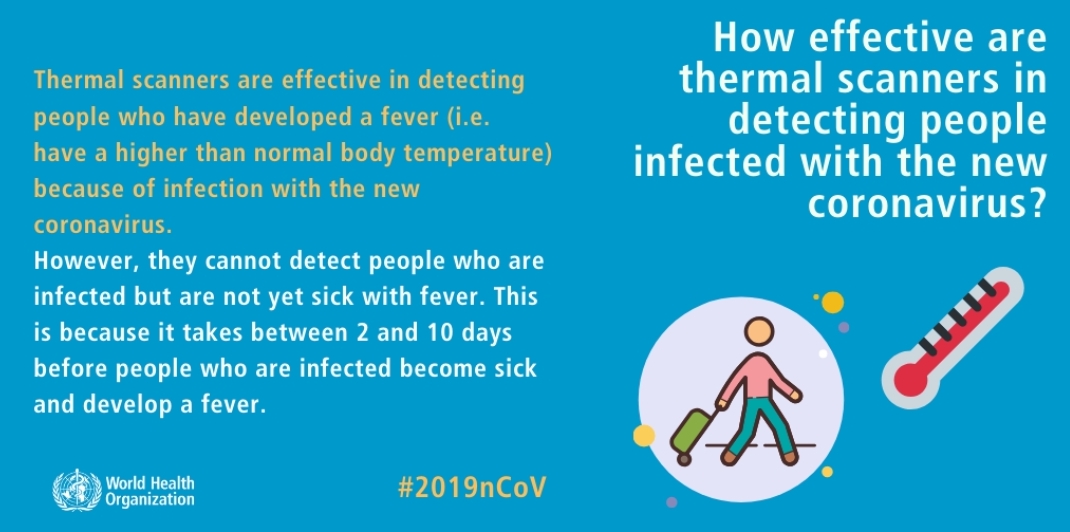 How effective are
thermal scanners in
detecting people
infected with the new
coronavirus?
Thermal scanners are effective in detecting
people who have developed a fever (i.e.
have a higher than normal body temperature)
because of infection with the new
coronavirus.
However, they cannot detect people who are
infected but are not yet sick with fever. This
is because it takes between 2 and 10 days
before people who are infected become sick
and develop a fever.
World Health
Organization
#2019nCoV